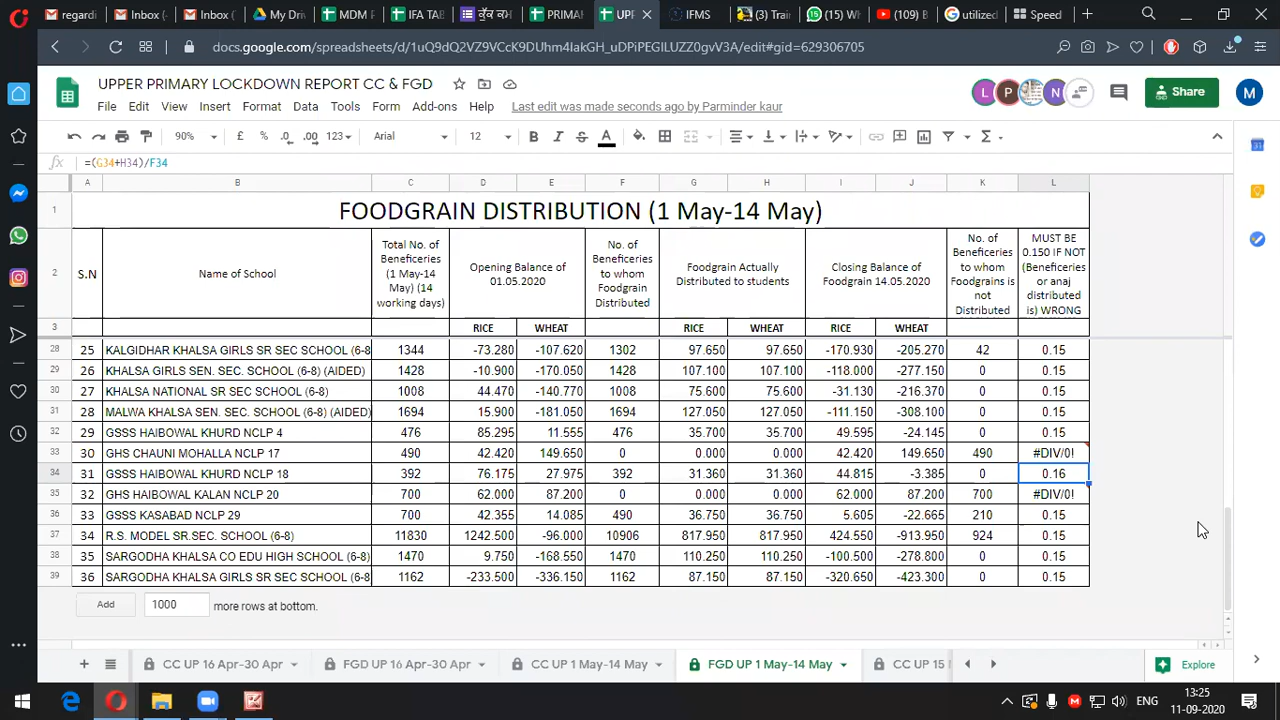 regardi
Inbox (
Inbox (
My Dri
MDM R
IFA TAB
ਕੁੱਕ ਕਮ
PRIMA
UPP
IFMS
(3) Trai
(15) Wh
(109) B
utilized
Speed
docs.google.com/spreadsheets/d/1uQ9dQ2VZ9VCcK9DUhm4IakGH_uDPiPEGILUZZ0gvV3A/edit#gid=629306705
UPPER PRIMARY LOCKDOWN REPORT CC & FGD
File Edit View Insert Format Data Tools Form Add-ons Help Last edit was made seconds ago by Parminder kaur
L P N Share M
90% £ % .0 .00 123 Arial 12 B I S A
fx =(G34+H34)/F34
A B C D E F G H I J K L
1 FOODGRAIN DISTRIBUTION (1 May-14 May)
2 S.N Name of School
Total No. of Beneficeries (1 May-14 May) (14 working days)
Opening Balance of 01.05.2020
No. of Beneficeries to whom Foodgrain Distributed
Foodgrain Actually Distributed to students
Closing Balance of Foodgrain 14.05.2020
No. of Beneficeries to whom Foodgrains is not Distributed
MUST BE 0.150 IF NOT (Beneficeries or anaj distributed is) WRONG
3 RICE WHEAT RICE WHEAT RICE WHEAT
28 25 KALGIDHAR KHALSA GIRLS SR SEC SCHOOL (6-8 1344 -73.280 -107.620 1302 97.650 97.650 -170.930 -205.270 42 0.15
29 26 KHALSA GIRLS SEN. SEC. SCHOOL (6-8) (AIDED) 1428 -10.900 -170.050 1428 107.100 107.100 -118.000 -277.150 0 0.15
30 27 KHALSA NATIONAL SR SEC SCHOOL (6-8) 1008 44.470 -140.770 1008 75.600 75.600 -31.130 -216.370 0 0.15
31 28 MALWA KHALSA SEN. SEC. SCHOOL (6-8) (AIDED) 1694 15.900 -181.050 1694 127.050 127.050 -111.150 -308.100 0 0.15
32 29 GSSS HAIBOWAL KHURD NCLP 4 476 85.295 11.555 476 35.700 35.700 49.595 -24.145 0 0.15
33 30 GHS CHAUNI MOHALLA NCLP 17 490 42.420 149.650 0 0.000 0.000 42.420 149.650 490 #DIV/0!
34 31 GSSS HAIBOWAL KHURD NCLP 18 392 76.175 27.975 392 31.360 31.360 44.815 -3.385 0 0.16
35 32 GHS HAIBOWAL KALAN NCLP 20 700 62.000 87.200 0 0.000 0.000 62.000 87.200 700 #DIV/0!
36 33 GSSS KASABAD NCLP 29 700 42.355 14.085 490 36.750 36.750 5.605 -22.665 210 0.15
37 34 R.S. MODEL SR.SEC. SCHOOL (6-8) 11830 1242.500 -96.000 10906 817.950 817.950 424.550 -913.950 924 0.15
38 35 SARGODHA KHALSA CO EDU HIGH SCHOOL (6-8) 1470 9.750 -168.550 1470 110.250 110.250 -100.500 -278.800 0 0.15
39 36 SARGODHA KHALSA GIRLS SR SEC SCHOOL (6-8 1162 -233.500 -336.150 1162 87.150 87.150 -320.650 -423.300 0 0.15
Add 1000 more rows at bottom.
CC UP 16 Apr-30 Apr FGD UP 16 Apr-30 Apr CC UP 1 May-14 May FGD UP 1 May-14 May CC UP 15 Explore
ENG 13:25
11-09-2020